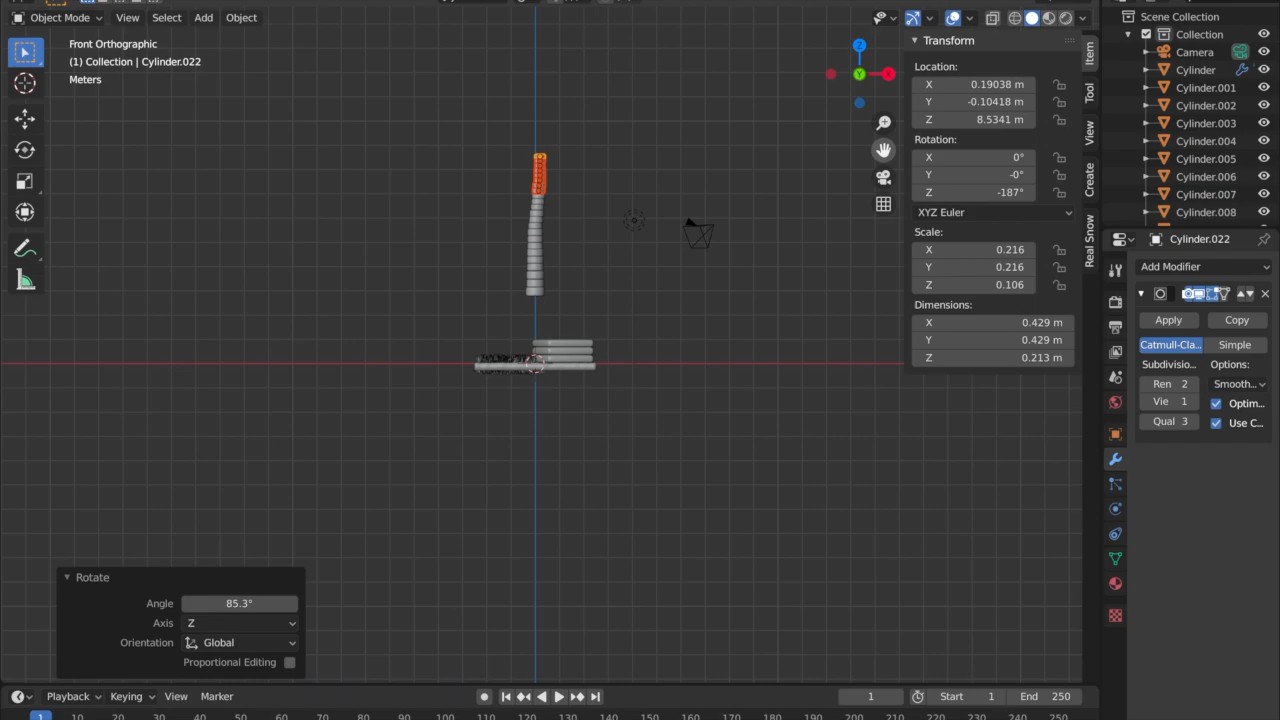 Object Mode View Select Add Object
Front Orthographic
(1) Collection | Cylinder.022
Meters
Z
Y
X
Transform
Location:
X 0.19038 m
Y -0.10418 m
Z 8.5341 m
Rotation:
X 0°
Y -0°
Z -187°
XYZ Euler
Scale:
X 0.216
Y 0.216
Z 0.106
Dimensions:
X 0.429 m
Y 0.429 m
Z 0.213 m
Item
Tool
View
Create
Real Snow
Scene Collection
Collection
Camera
Cylinder
Cylinder.001
Cylinder.002
Cylinder.003
Cylinder.004
Cylinder.005
Cylinder.006
Cylinder.007
Cylinder.008
Cylinder.022
Add Modifier
Apply Copy
Catmull-Cla... Simple
Subdivisio... Options:
Ren 2 Smooth...
Vie 1 Optim...
Qual 3 Use C...
Rotate
Angle 85.3°
Axis Z
Orientation Global
Proportional Editing
Playback Keying View Marker 1 Start 1 End 250
1 10 20 30 40 50 60 70 80 90 100 110 120 130 140 150 160 170 180 190 200 210 220 230 240 250